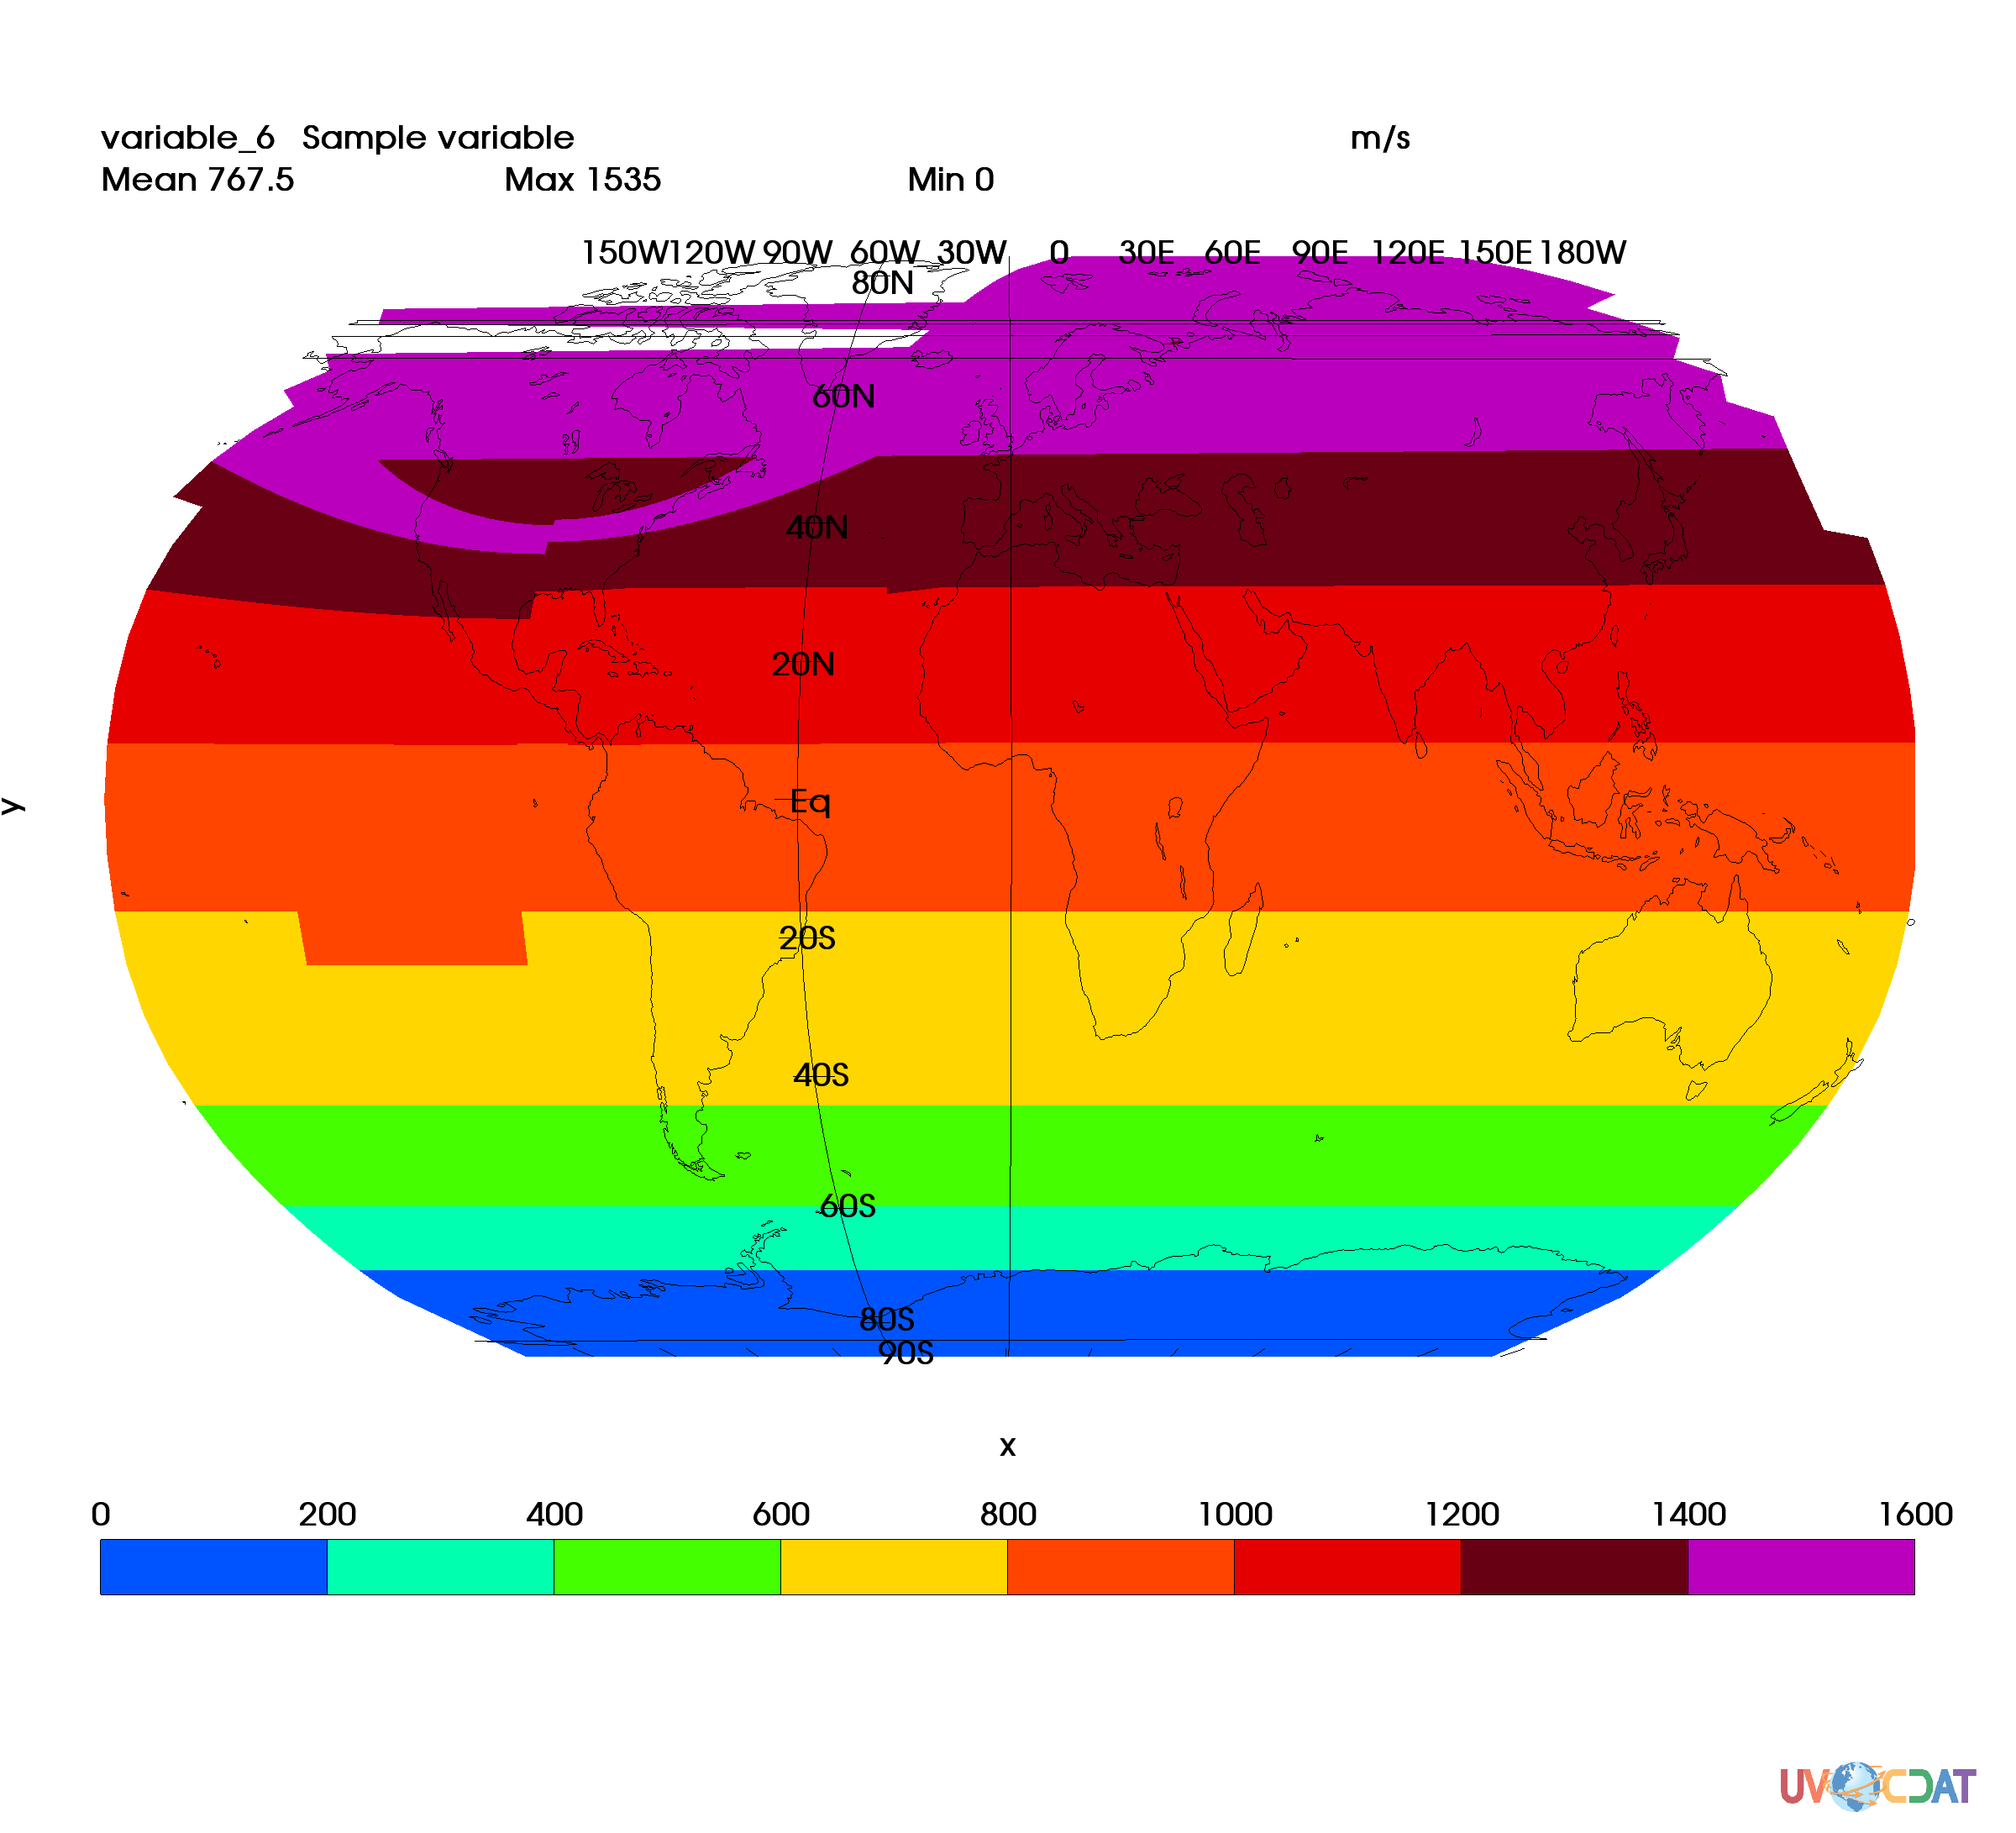 variable_6 Sample variable m/s
Mean 767.5 Max 1535 Min 0
150W 120W 90W 60W 30W 0 30E 60E 90E 120E 150E 180W
80N
60N
40N
20N
Eq
y
20S
40S
60S
80S
90S
x
0 200 400 600 800 1000 1200 1400 1600
UV CDAT